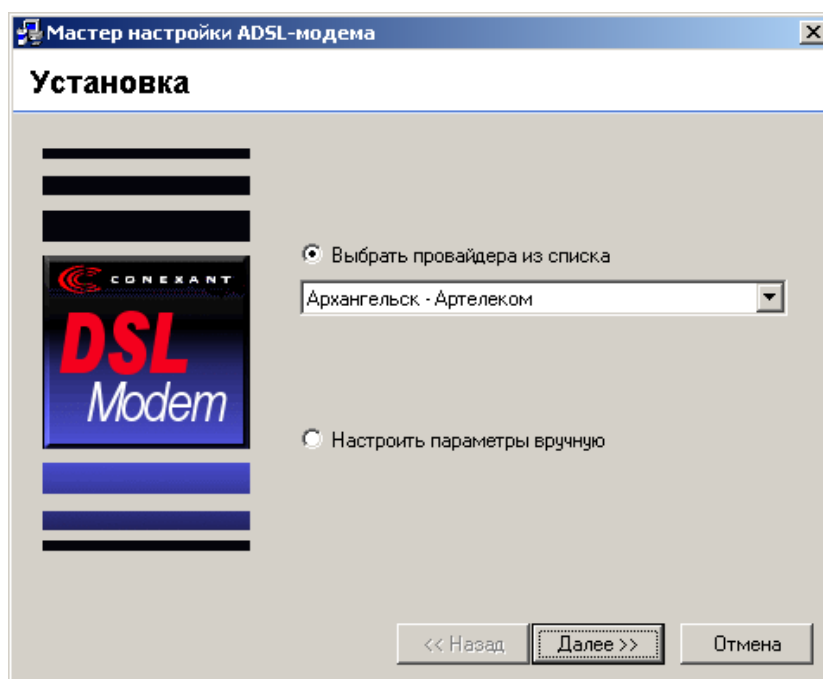 Мастер настройки ADSL-модема
Установка
Выбрать провайдера из списка
Архангельск - Артелеком
CONEXANT
DSL
Modem
Настроить параметры вручную
<< Назад
Далее >>
Отмена